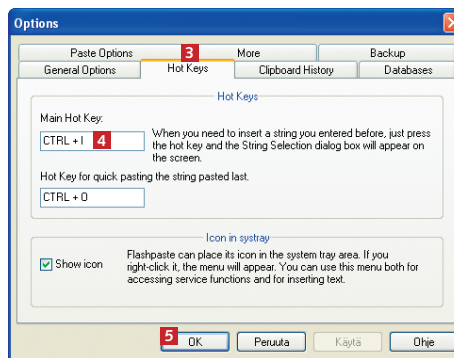 Options
Paste Options 3 More Backup
General Options Hot Keys Clipboard History Databases
Hot Keys
Main Hot Key:
CTRL + I 4
When you need to insert a string you entered before, just press
the hot key and the String Selection dialog box will appear on
the screen.
Hot Key for quick pasting the string pasted last.
CTRL + O
Icon in systray
Show icon
Flashpaste can place its icon in the system tray area. If you
right-click it, the menu will appear. You can use this menu both for
accessing service functions and for inserting text.
5 OK Peruuta Käytä Ohje